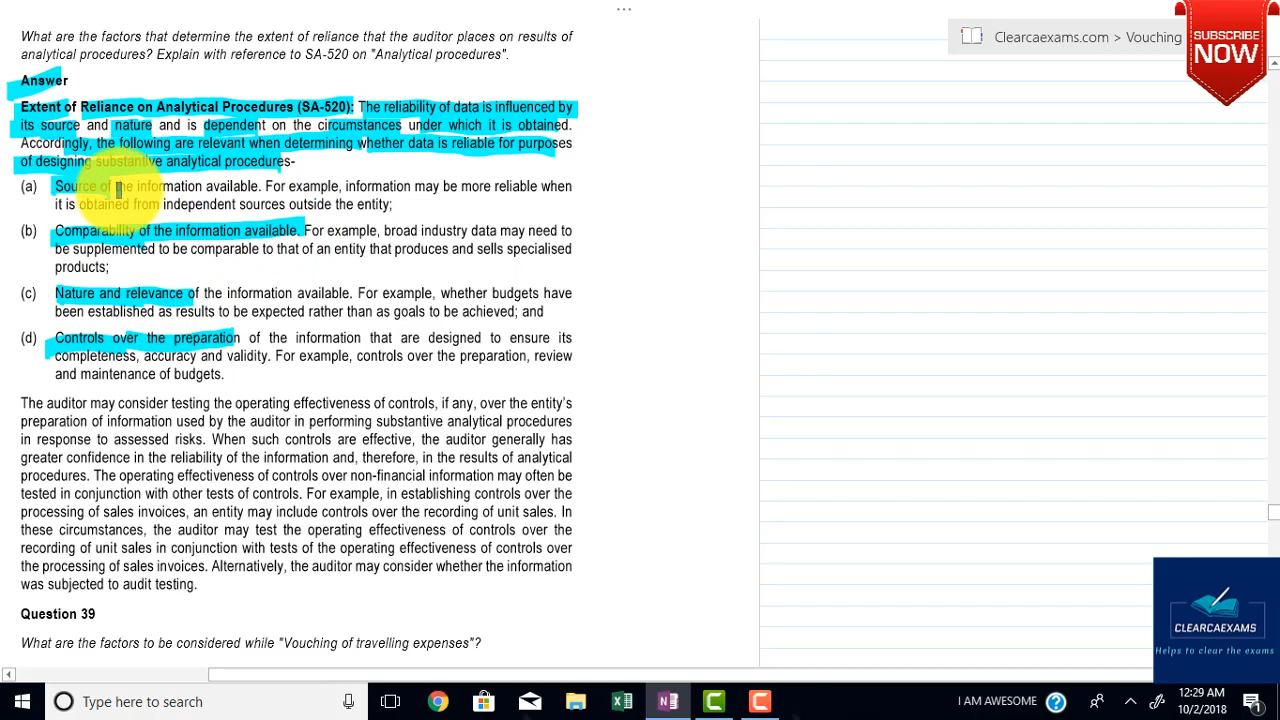 What are the factors that determine the extent of reliance that the auditor places on results of
analytical procedures? Explain with reference to SA-520 on "Analytical procedures".
Answer
Extent of Reliance on Analytical Procedures (SA-520): The reliability of data is influenced by
its source and nature and is dependent on the circumstances under which it is obtained.
Accordingly, the following are relevant when determining whether data is reliable for purposes
of designing substantive analytical procedures-
(a) Source of the information available. For example, information may be more reliable when
it is obtained from independent sources outside the entity;
(b) Comparability of the information available. For example, broad industry data may need to
be supplemented to be comparable to that of an entity that produces and sells specialised
products;
(c) Nature and relevance of the information available. For example, whether budgets have
been established as results to be expected rather than as goals to be achieved; and
(d) Controls over the preparation of the information that are designed to ensure its
completeness, accuracy and validity. For example, controls over the preparation, review
and maintenance of budgets.
The auditor may consider testing the operating effectiveness of controls, if any, over the entity's
preparation of information used by the auditor in performing substantive analytical procedures
in response to assessed risks. When such controls are effective, the auditor generally has
greater confidence in the reliability of the information and, therefore, in the results of analytical
procedures. The operating effectiveness of controls over non-financial information may often be
tested in conjunction with other tests of controls. For example, in establishing controls over the
processing of sales invoices, an entity may include controls over the recording of unit sales. In
these circumstances, the auditor may test the operating effectiveness of controls over the
recording of unit sales in conjunction with tests of the operating effectiveness of controls over
the processing of sales invoices. Alternatively, the auditor may consider whether the information
was subjected to audit testing.
Question 39
What are the factors to be considered while "Vouching of travelling expenses"?
Clearcaexams.com > Vouching
SUBSCRIBE
NOW
CLEARCAEXAMS
Helps to clear the exams
Type here to search
I AM AWESOME
12:29 AM
10/2/2018
1